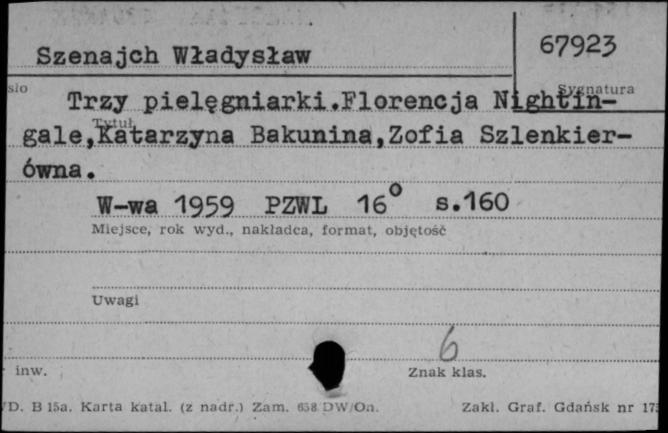 Szenajch Władysław
67923
sło
Sygnatura
Trzy pielęgniarki.Florencja Nightin-
Tytuł
gale,Katarzyna Bakunina,Zofia Szlenkier-
ówna.
W-wa 1959 PZWL 16° s.160
Miejsce, rok wyd., nakładca, format, objętość
Uwagi
6
inw.
Znak klas.
D. B 15a. Karta katal. (z nadr.) Zam. 658 DW/On.
Zakł. Graf. Gdańsk nr